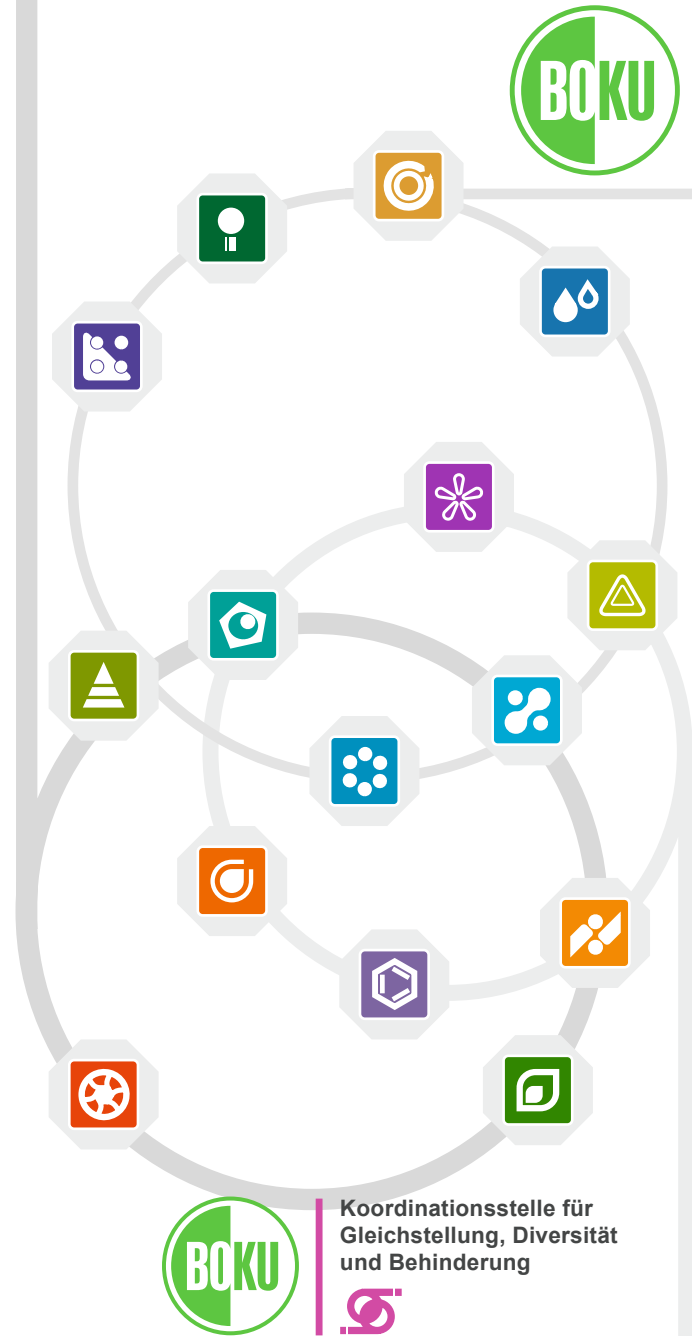 BOKU
BOKU
Koordinationsstelle für
Gleichstellung, Diversität
und Behinderung